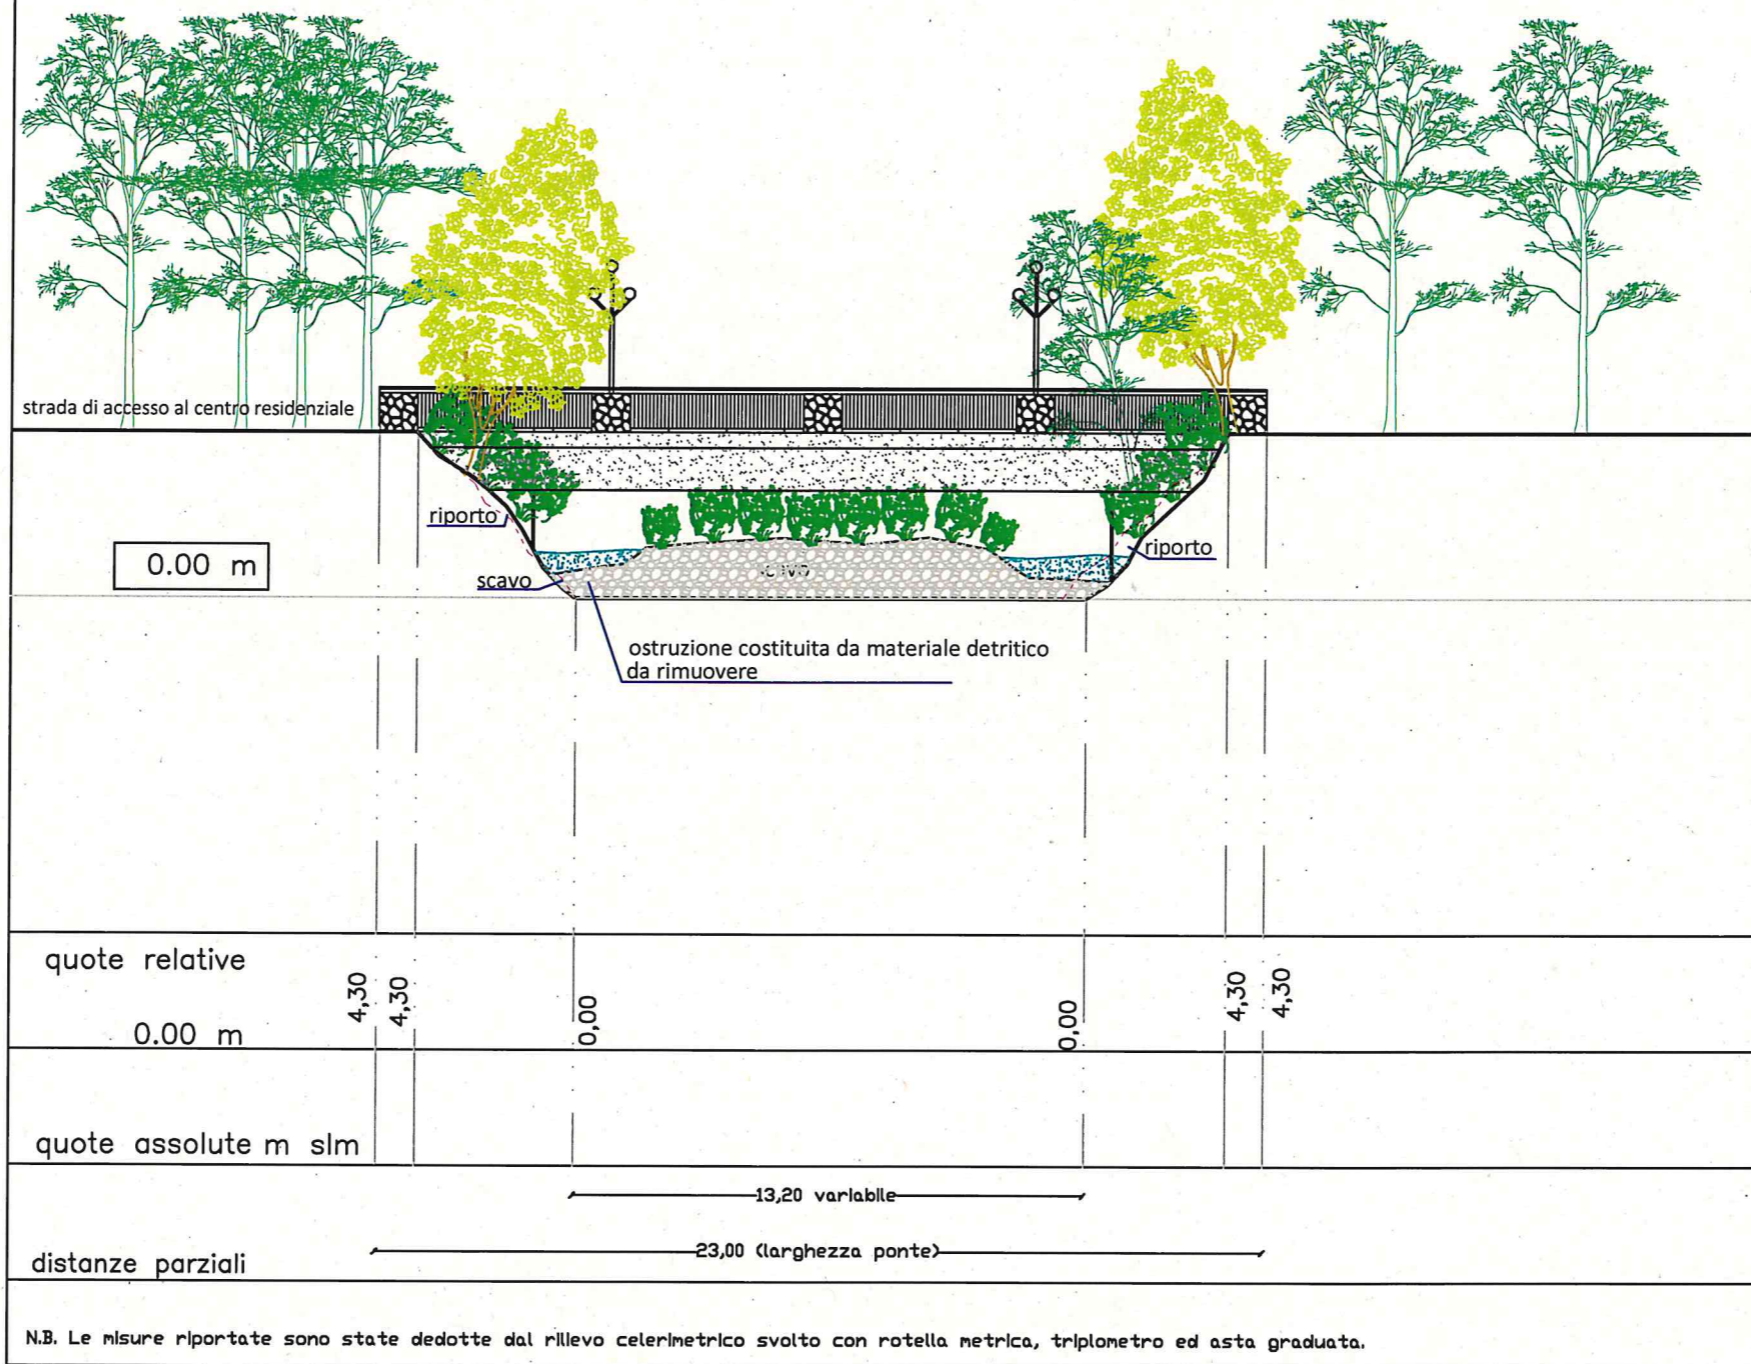 strada di accesso al centro residenziale
riporto
riporto
0.00 m
scavo
ostruzione costituita da materiale detritico
da rimuovere
quote relative
4,30
4,30
0,00
0,00
4,30
4,30
0.00 m
quote assolute m slm
13,20 variabile
23,00 (larghezza ponte)
distanze parziali
N.B. Le misure riportate sono state dedotte dal rilievo celerimetrico svolto con rotella metrica, triplometro ed asta graduata.